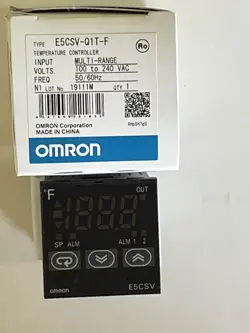 TYPE E5CSV-Q1T-F
TEMPERATURE CONTROLLER
INPUT MULTI-RANGE
VOLTS 100 to 240 VAC
FREQ 50/60Hz
N1 LOT No. 19111M QTY. 1
OMRON Corporation
MADE IN CHINA
Ro
OMRON
°F OUT
SP ALM ALM 1 2
omron E5CSV